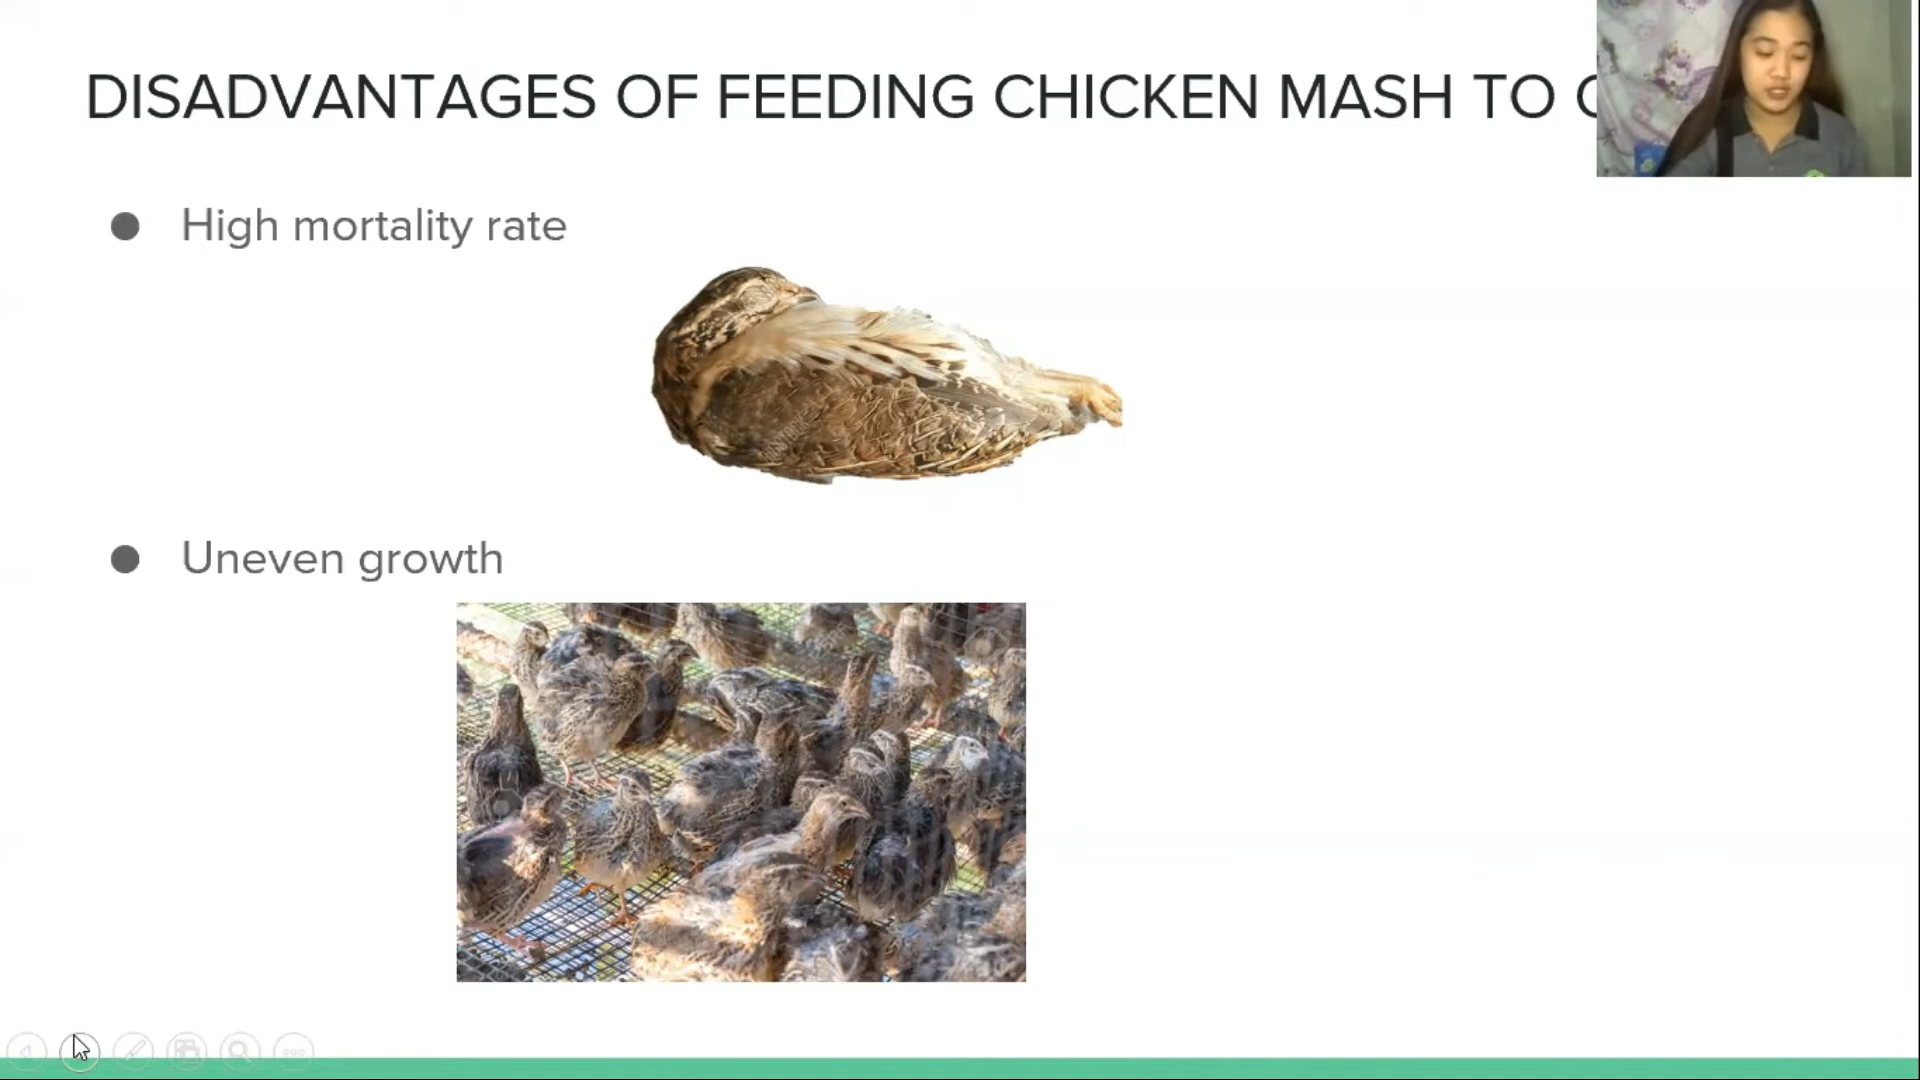 DISADVANTAGES OF FEEDING CHICKEN MASH TO
High mortality rate
Uneven growth